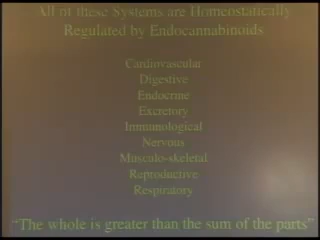 All of these Systems are Homeostatically
Regulated by Endocannabinoids
Cardiovascular
Digestive
Endocrine
Excretory
Immunological
Nervous
Musculo-skeletal
Reproductive
Respiratory
“The whole is greater than the sum of the parts”